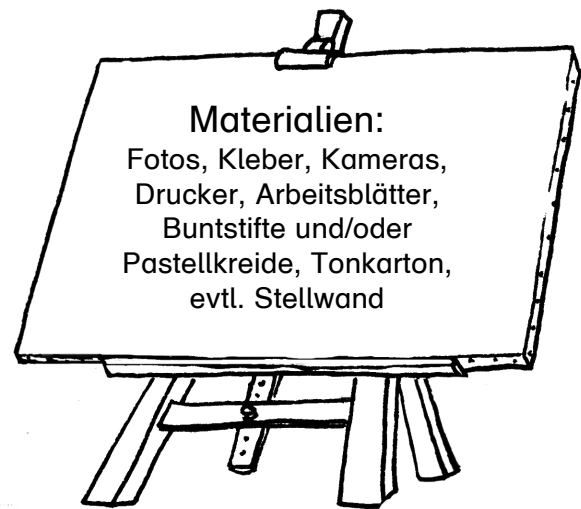 Materialien:
Fotos, Kleber, Kameras,
Drucker, Arbeitsblätter,
Buntstifte und/oder
Pastellkreide, Tonkarton,
evtl. Stellwand